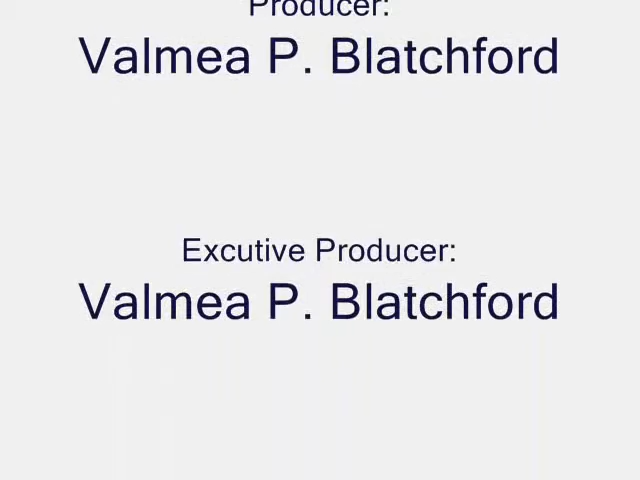 Producer:
Valmea P. Blatchford
Excutive Producer:
Valmea P. Blatchford